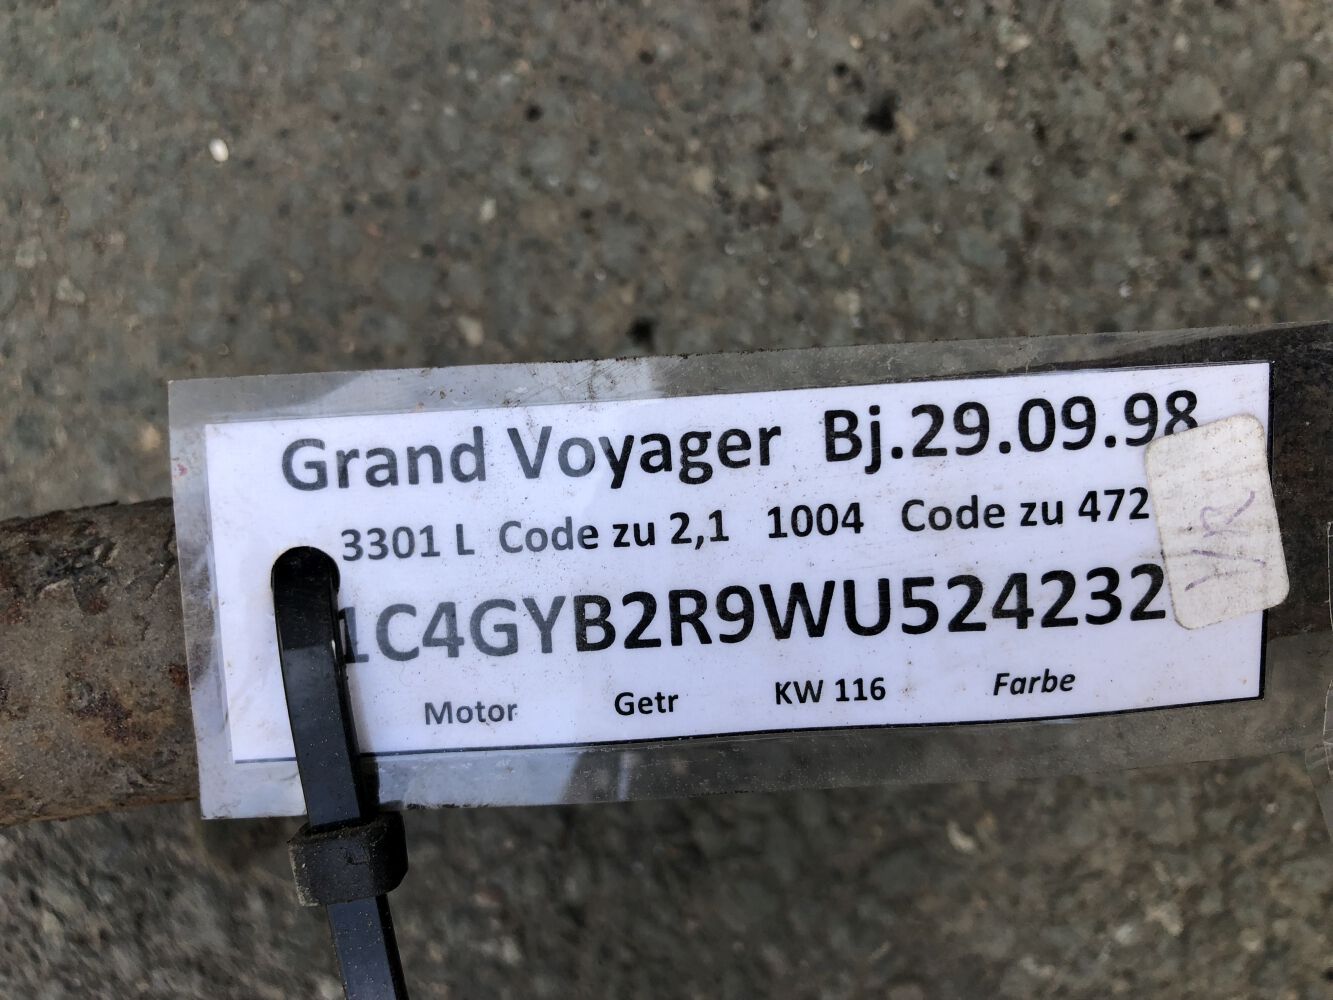 Grand Voyager Bj.29.09.98
3301 L Code zu 2,1 1004 Code zu 472
1C4GYB2R9WU524232
Motor Getr KW 116 Farbe
V/R